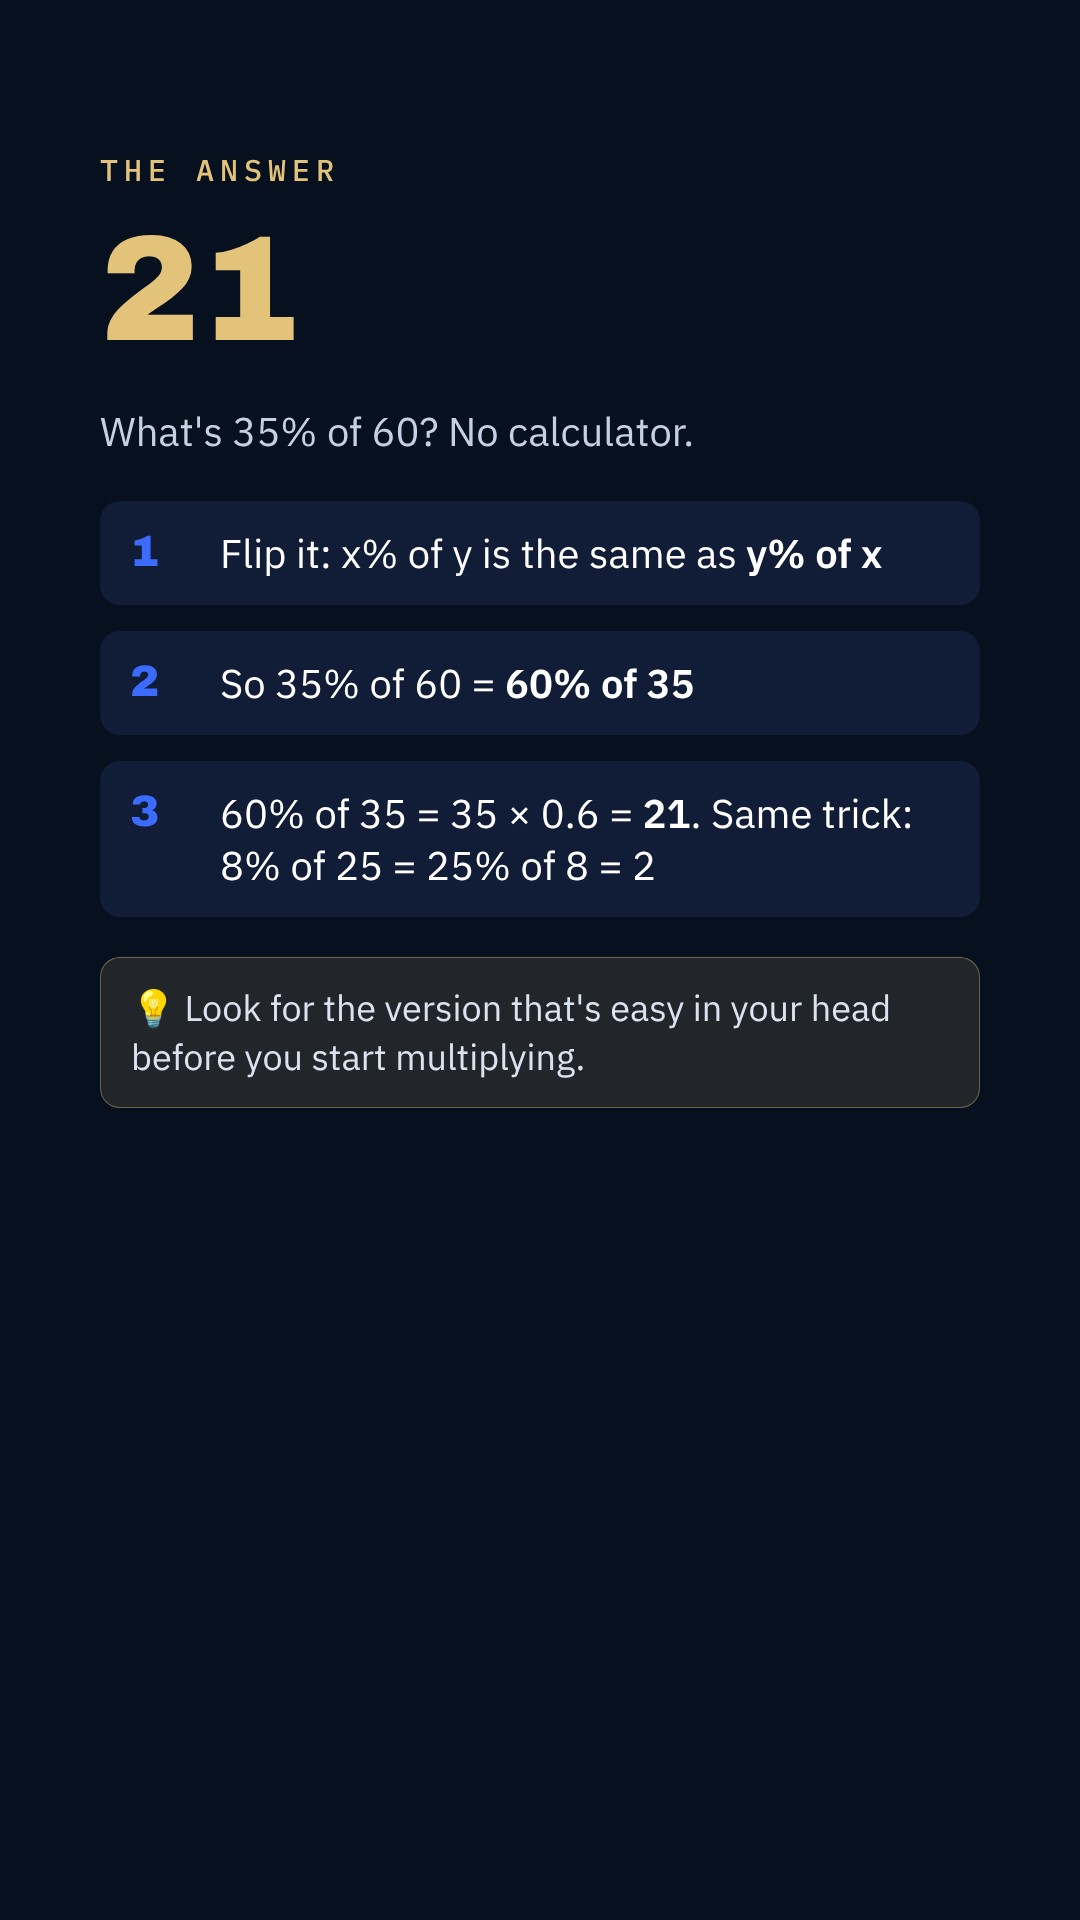 THE ANSWER
21
What's 35% of 60? No calculator.
1 Flip it: x% of y is the same as y% of x
2 So 35% of 60 = 60% of 35
3 60% of 35 = 35 × 0.6 = 21. Same trick:
8% of 25 = 25% of 8 = 2
💡 Look for the version that's easy in your head
before you start multiplying.